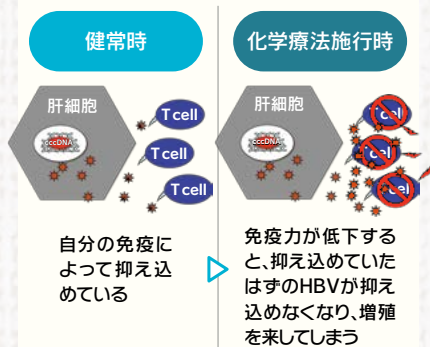 健常時
肝細胞
cccDNA
T cell
T cell
T cell
自分の免疫に
よって抑え込
めている
化学療法施行時
肝細胞
cccDNA
T cell
T cell
T cell
免疫力が低下する
と、抑え込めていた
はずのHBVが抑え
込めなくなり、増殖
を来してしまう